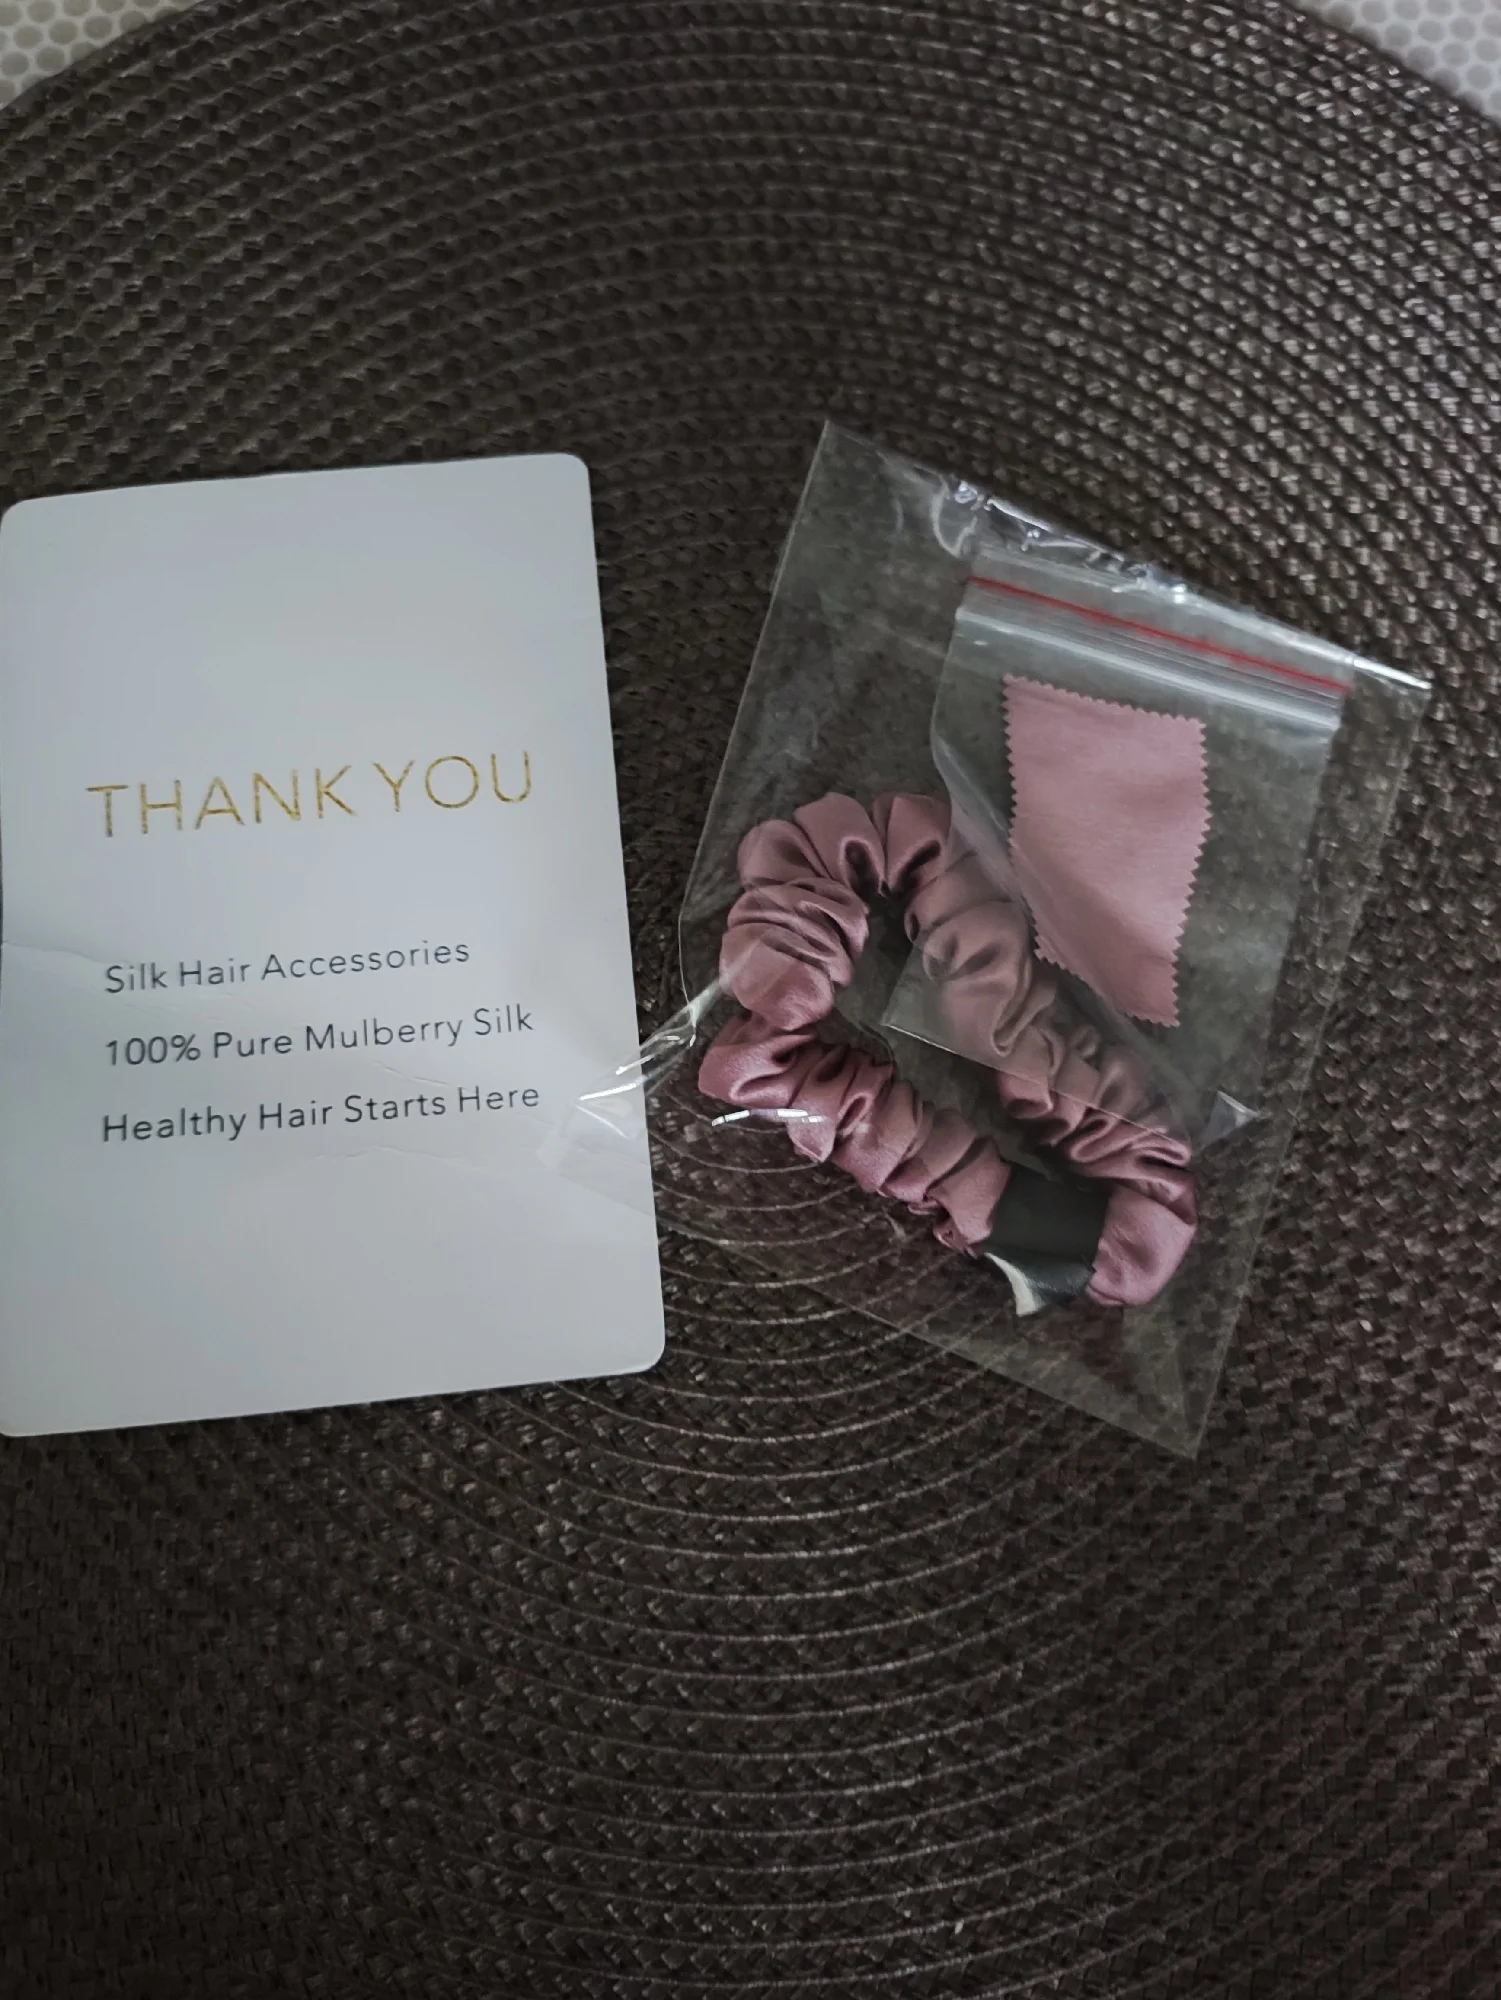 THANK YOU
Silk Hair Accessories
100% Pure Mulberry Silk
Healthy Hair Starts Here